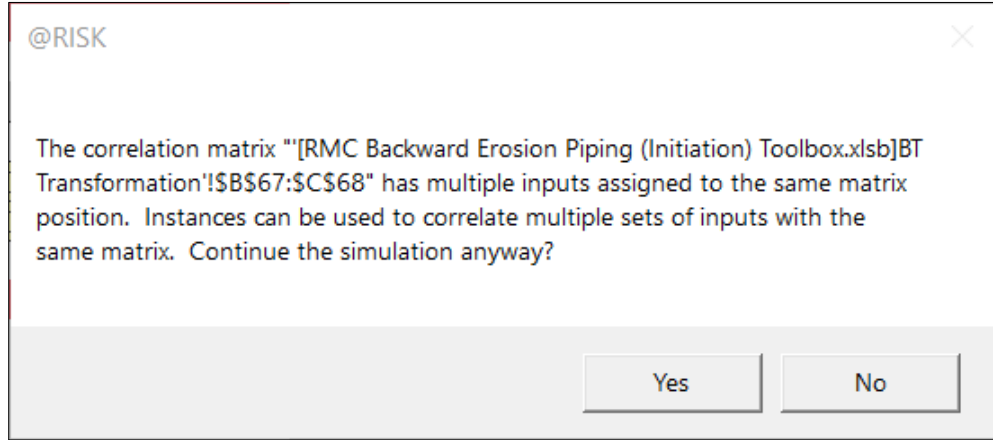 @RISK
The correlation matrix "'[RMC Backward Erosion Piping (Initiation) Toolbox.xlsb]BT
Transformation'!$B$67:$C$68" has multiple inputs assigned to the same matrix
position.  Instances can be used to correlate multiple sets of inputs with the
same matrix.  Continue the simulation anyway?
Yes
No